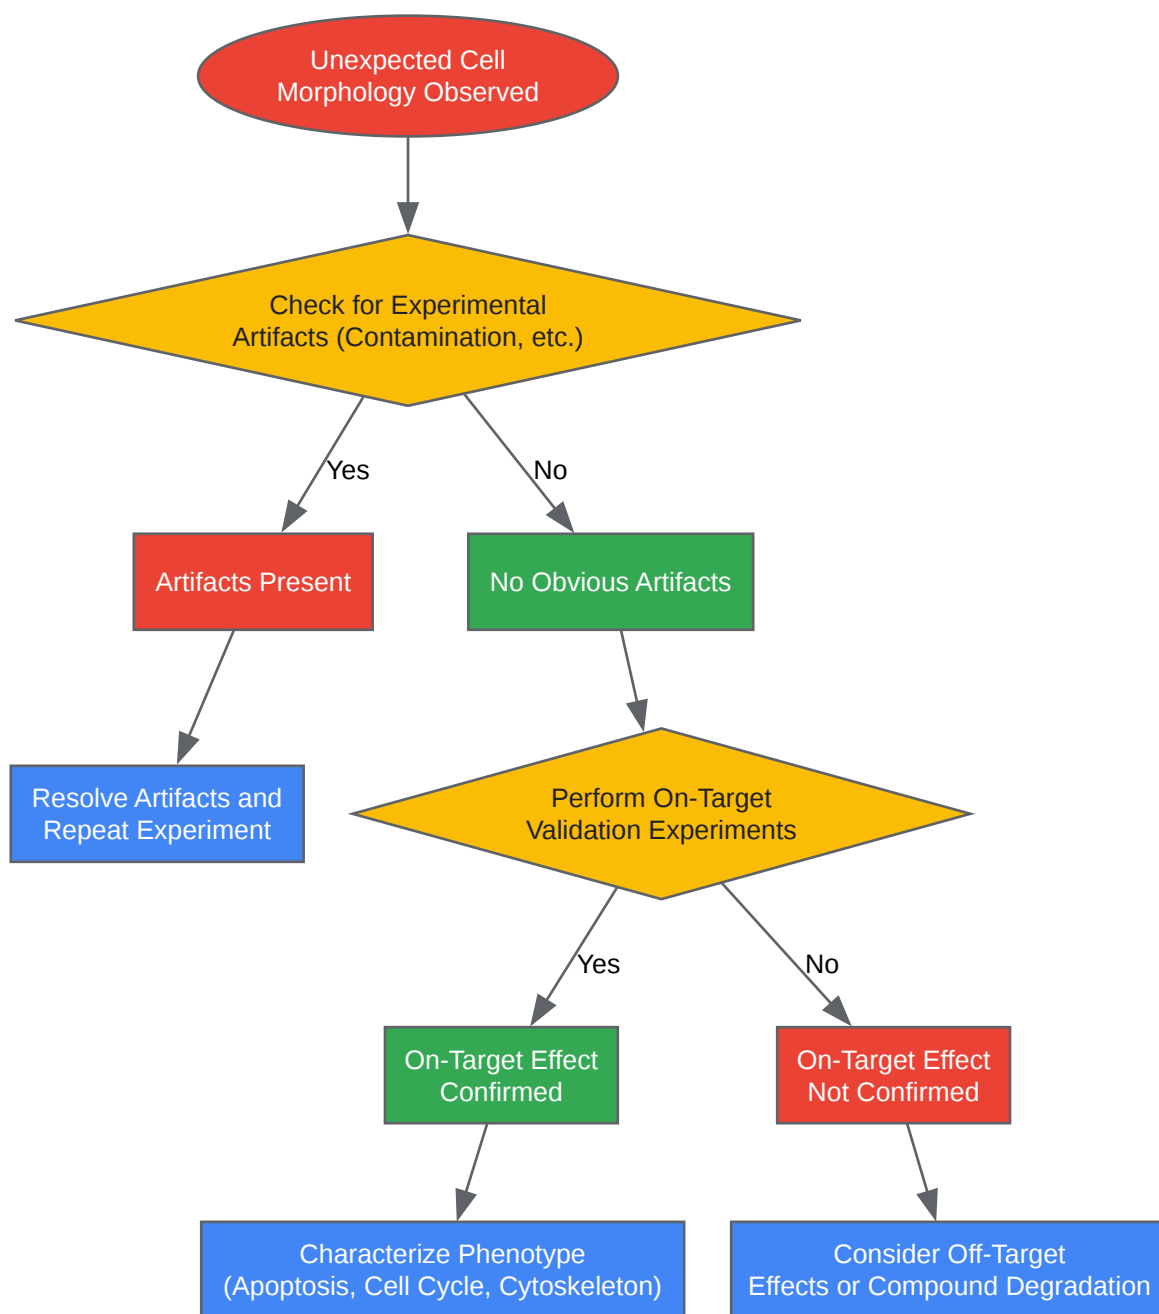 Unexpected Cell
Morphology Observed
Check for Experimental
Artifacts (Contamination, etc.)
Yes
No
Artifacts Present
No Obvious Artifacts
Resolve Artifacts and
Repeat Experiment
Perform On-Target
Validation Experiments
Yes
No
On-Target Effect
Confirmed
On-Target Effect
Not Confirmed
Characterize Phenotype
(Apoptosis, Cell Cycle, Cytoskeleton)
Consider Off-Target
Effects or Compound Degradation